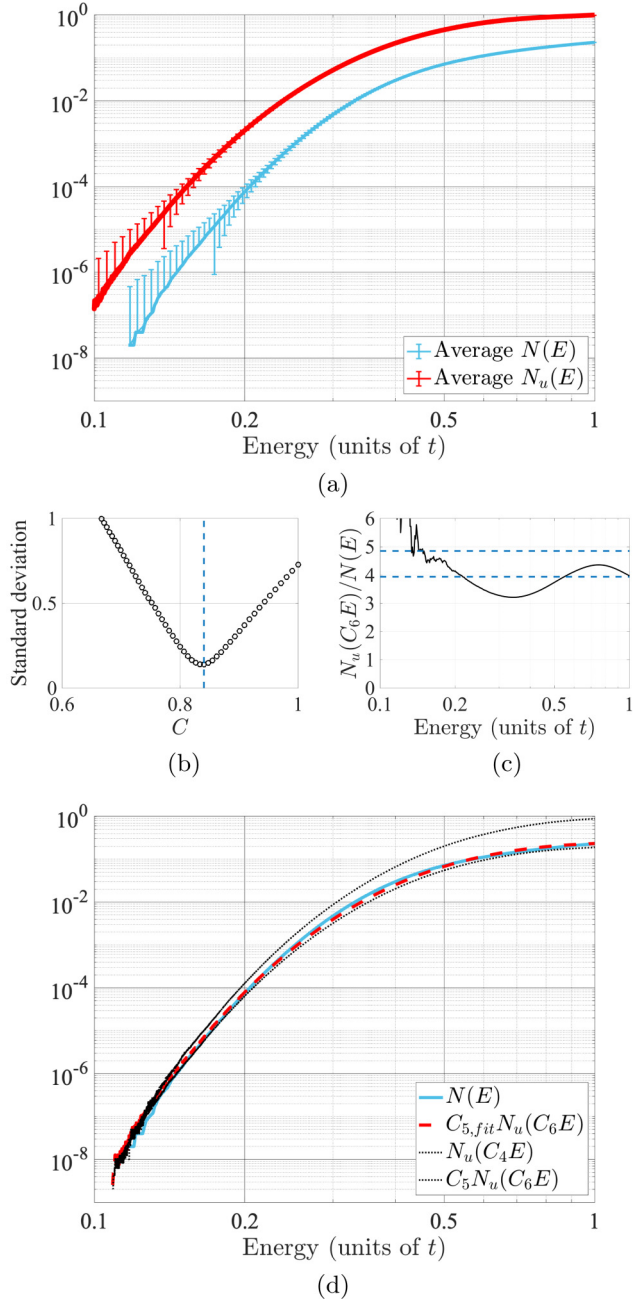 10^0
10^-2
10^-4
10^-6
10^-8
Average N(E)
Average N_u(E)
0.1 0.2 0.5 1
Energy (units of t)
(a)
Standard deviation
1
0.5
0
0.6 0.8 1
C
(b)
N_u(C_6E)/N(E)
6
5
4
3
2
1
0
0.1 0.2 0.5 1
Energy (units of t)
(c)
10^0
10^-2
10^-4
10^-6
10^-8
N(E)
C_{5,fit}N_u(C_6E)
N_u(C_4E)
C_5N_u(C_6E)
0.1 0.2 0.5 1
Energy (units of t)
(d)